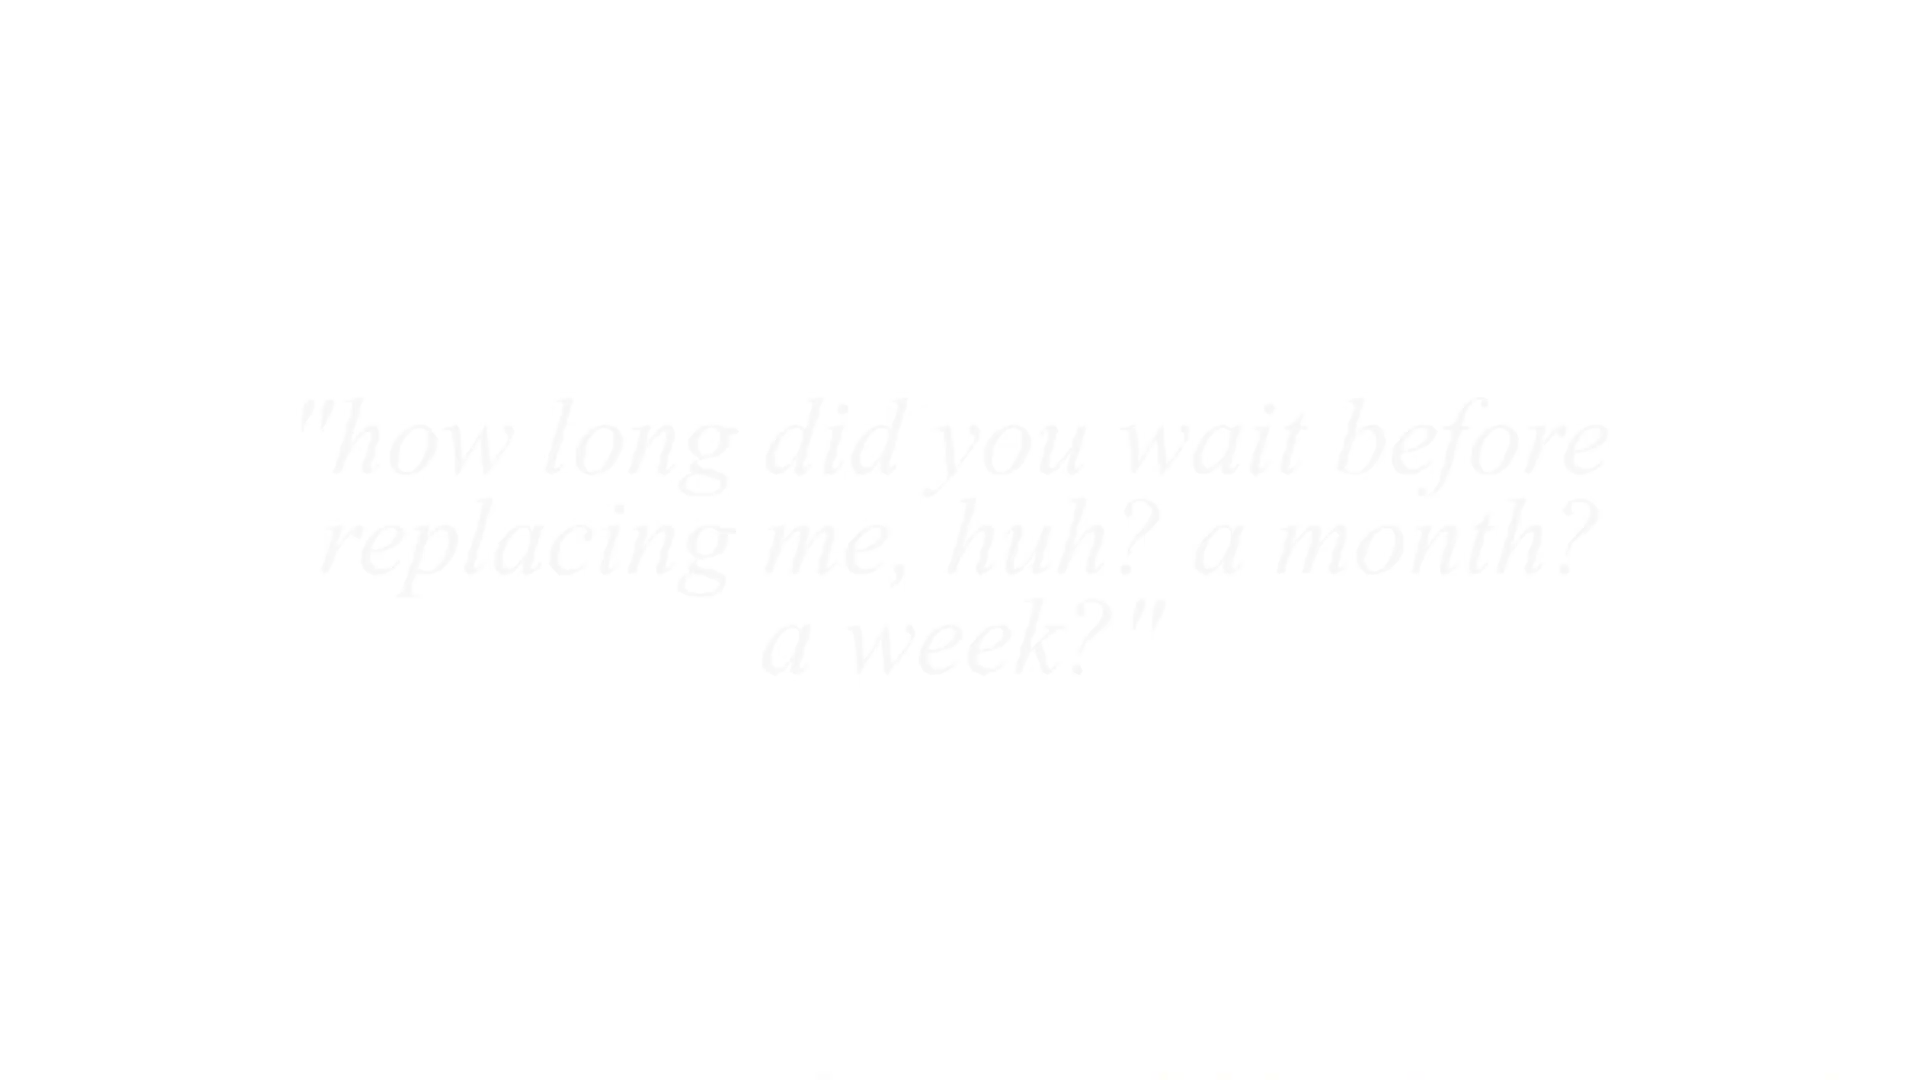 "how long did you wait before
replacing me, huh? a month?
a week?"